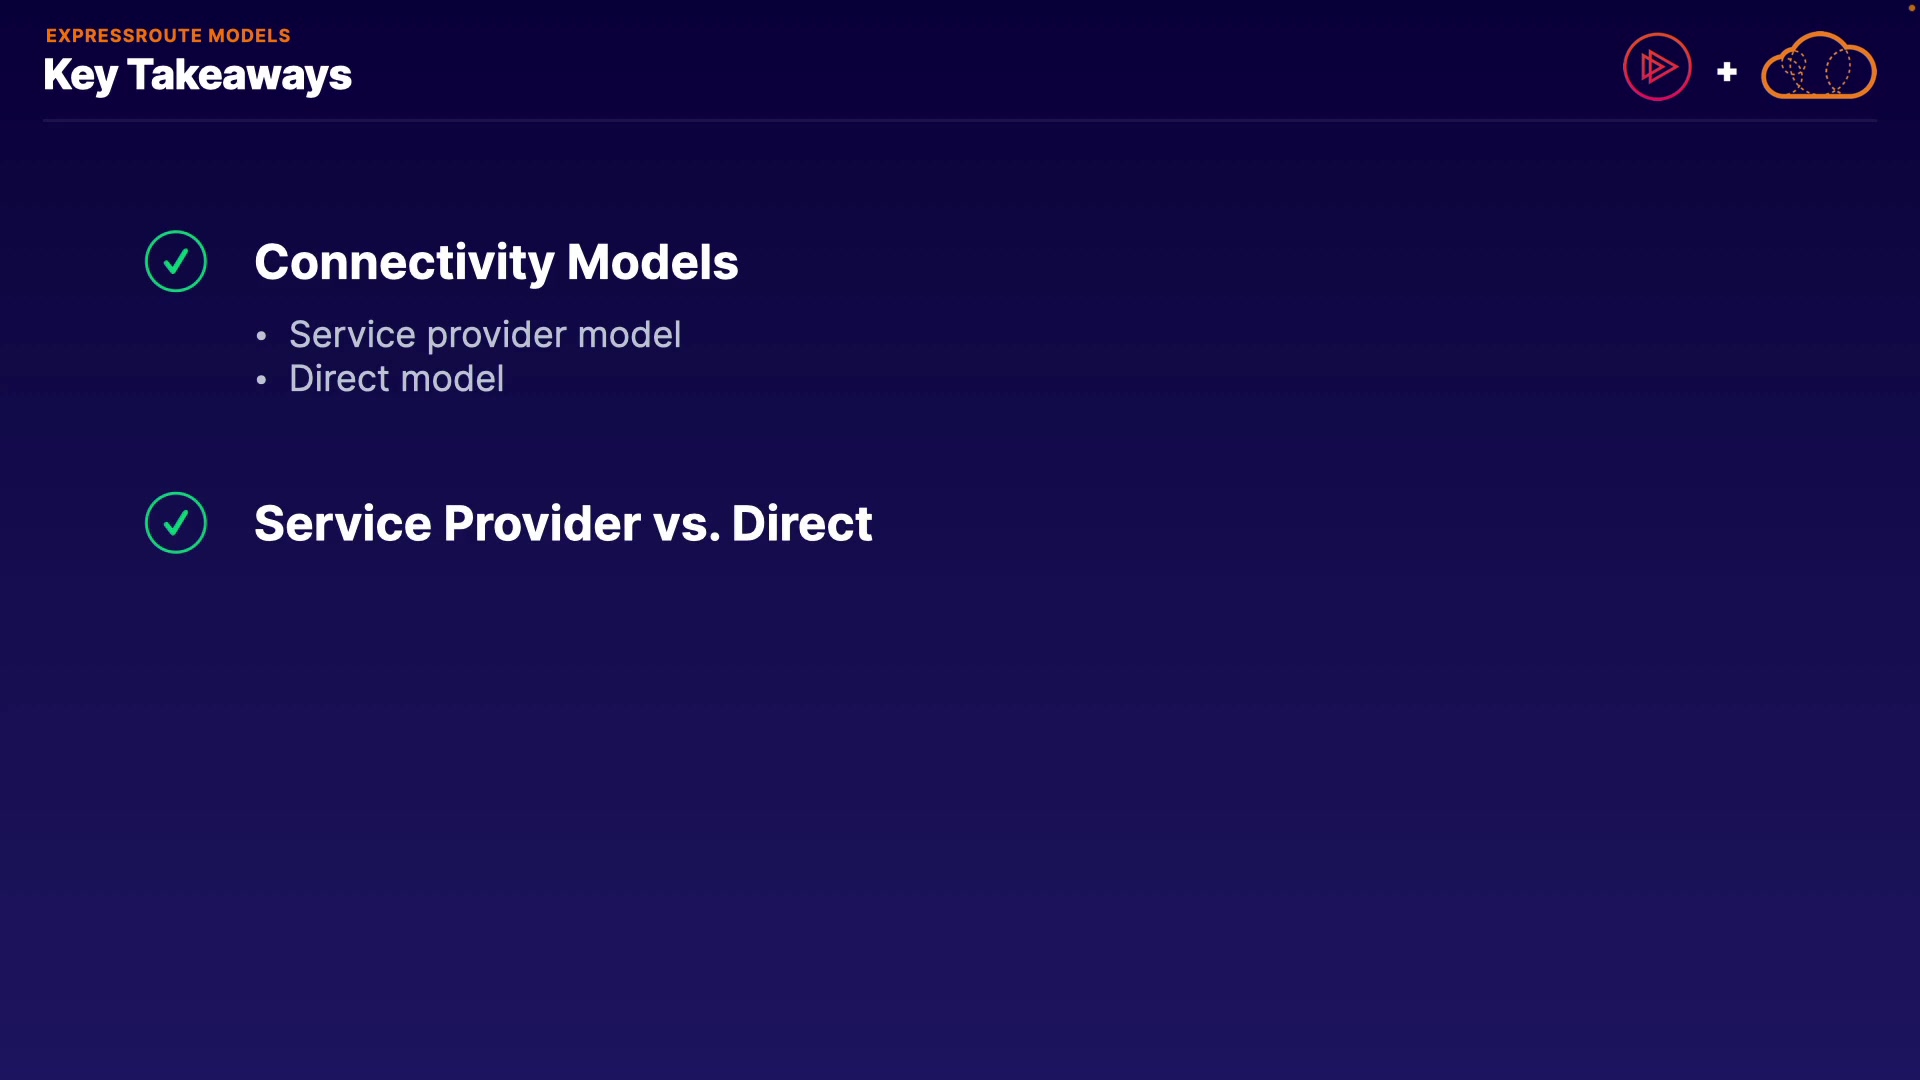 EXPRESSROUTE MODELS
Key Takeaways
+
Connectivity Models
• Service provider model
• Direct model
Service Provider vs. Direct